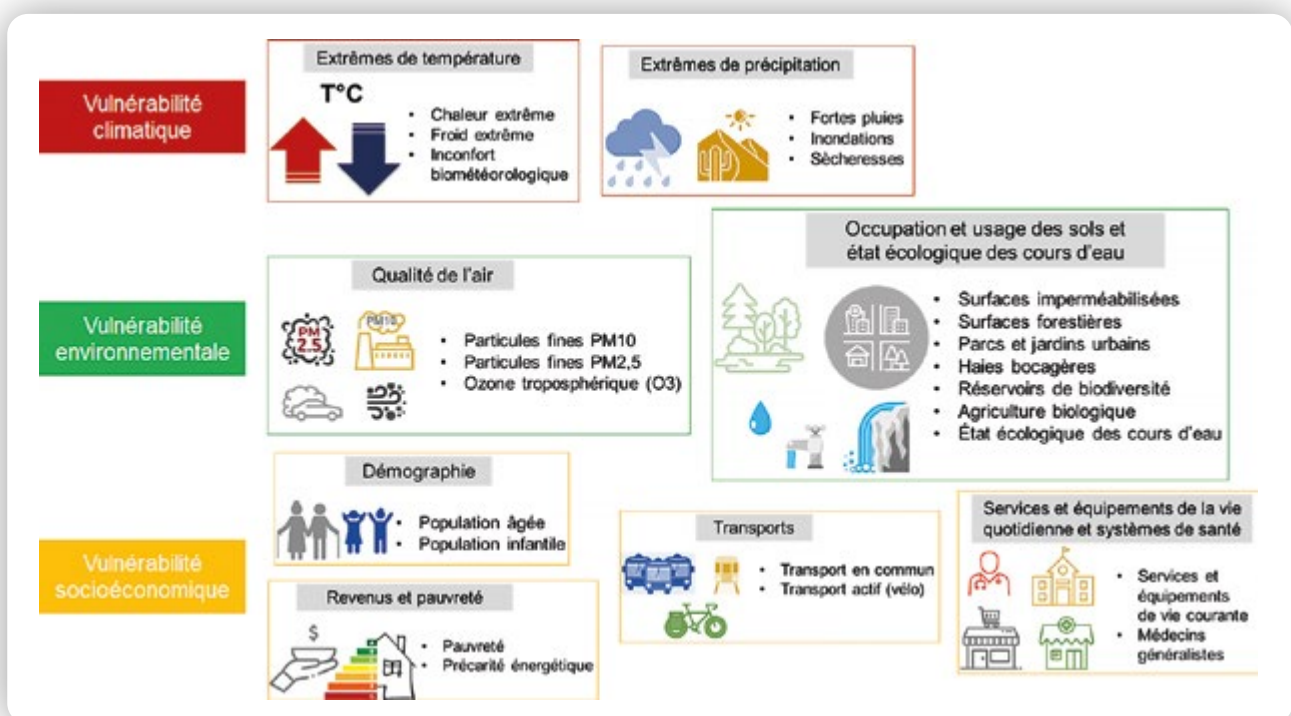 Vulnérabilité
climatique
Extrêmes de température
T°C
• Chaleur extrême
• Froid extrême
• Inconfort
biométéorologique
Extrêmes de précipitation
• Fortes pluies
• Inondations
• Sècheresses
Vulnérabilité
environnementale
Qualité de l'air
PM
2.5
PM10
• Particules fines PM10
• Particules fines PM2,5
• Ozone troposphérique (O3)
Occupation et usage des sols et
état écologique des cours d'eau
• Surfaces imperméabilisées
• Surfaces forestières
• Parcs et jardins urbains
• Haies bocagères
• Réservoirs de biodiversité
• Agriculture biologique
• État écologique des cours d'eau
Vulnérabilité
socioéconomique
Démographie
• Population âgée
• Population infantile
Revenus et pauvreté
$
• Pauvreté
• Précarité énergétique
Transports
• Transport en commun
• Transport actif (vélo)
Services et équipements de la vie
quotidienne et systèmes de santé
• Services et
équipements
de vie courante
• Médecins
généralistes